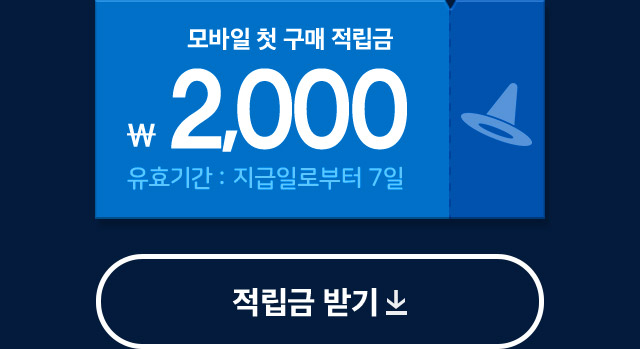 모바일 첫 구매 적립금
₩ 2,000
유효기간 : 지급일로부터 7일
적립금 받기